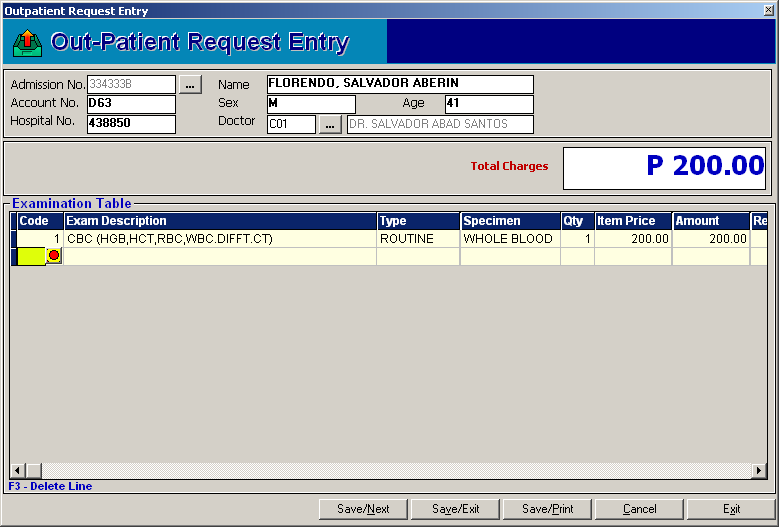 Outpatient Request Entry
Out-Patient Request Entry
Admission No. 334333B ... Name FLORENDO, SALVADOR ABERIN
Account No. D63 Sex M Age 41
Hospital No. 438850 Doctor C01 ... DR. SALVADOR ABAD SANTOS
Total Charges P 200.00
Examination Table
Code Exam Description Type Specimen Qty Item Price Amount Re
1 CBC (HGB,HCT,RBC,WBC.DIFFT.CT) ROUTINE WHOLE BLOOD 1 200.00 200.00
F3 - Delete Line
Save/Next Save/Exit Save/Print Cancel Exit